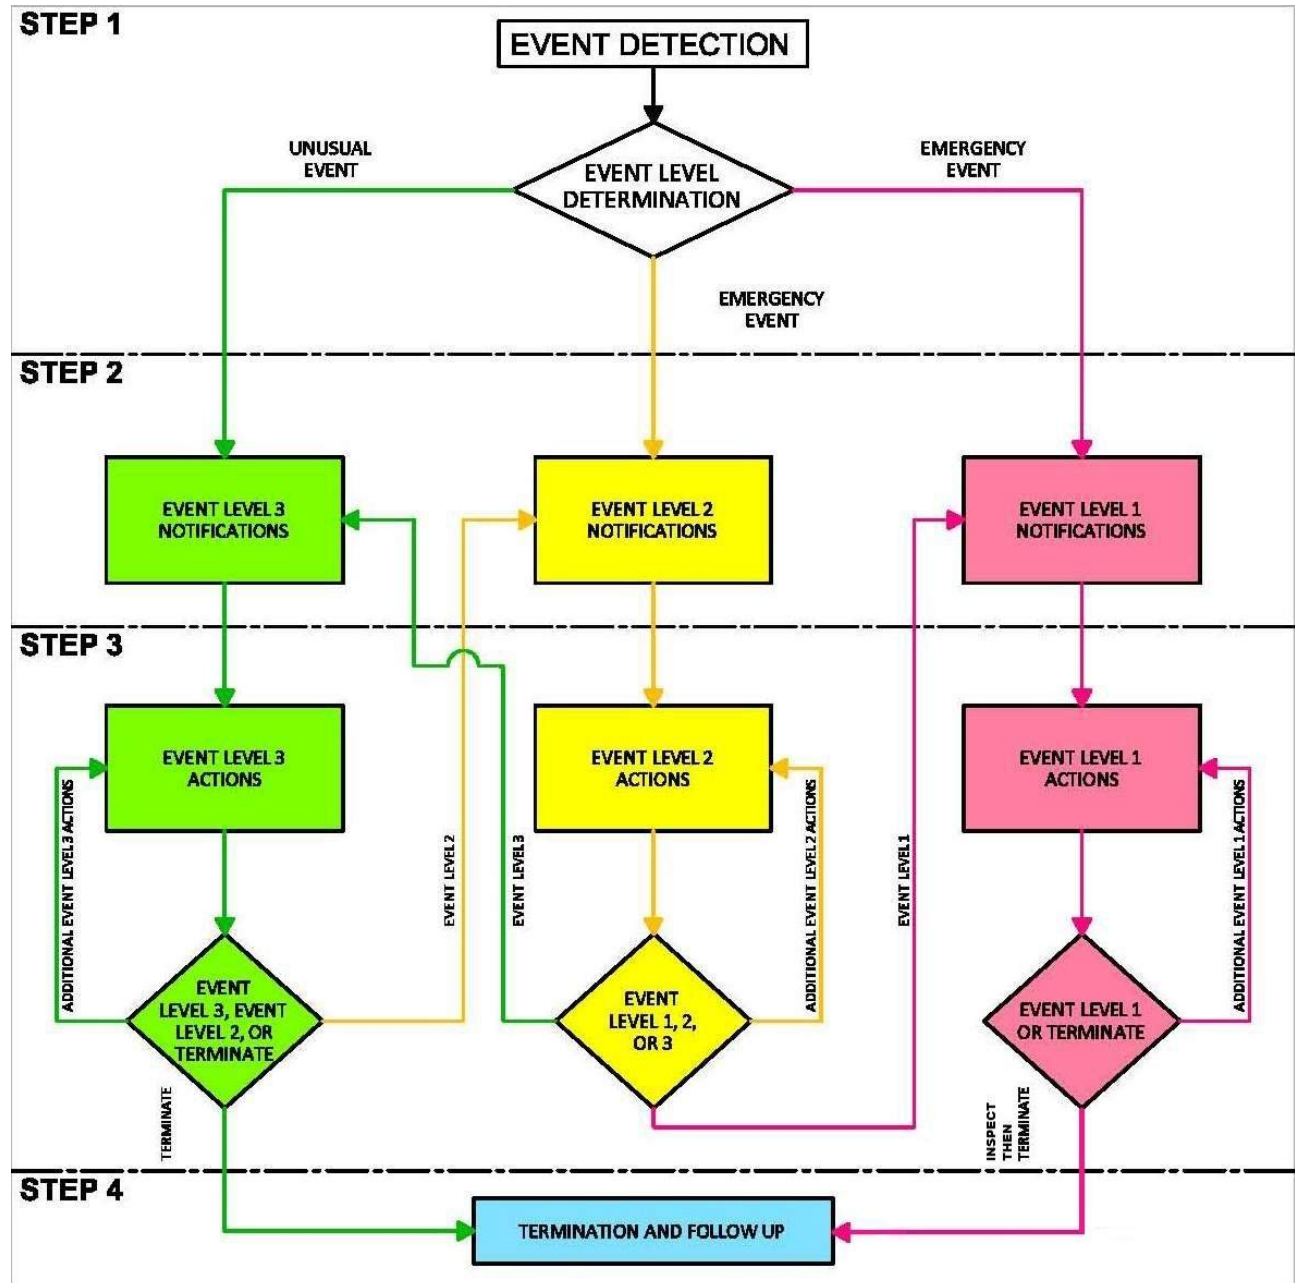 STEP 1
EVENT DETECTION
UNUSUAL
EVENT
EVENT LEVEL
DETERMINATION
EMERGENCY
EVENT
EMERGENCY
EVENT
STEP 2
EVENT LEVEL 3
NOTIFICATIONS
EVENT LEVEL 2
NOTIFICATIONS
EVENT LEVEL 1
NOTIFICATIONS
STEP 3
EVENT LEVEL 3
ACTIONS
EVENT LEVEL 2
ACTIONS
EVENT LEVEL 1
ACTIONS
ADDITIONAL EVENT LEVEL 3 ACTIONS
EVENT LEVEL 2
EVENT LEVEL 3
ADDITIONAL EVENT LEVEL 2 ACTIONS
EVENT LEVEL 1
ADDITIONAL EVENT LEVEL 1 ACTIONS
EVENT
LEVEL 3, EVENT
LEVEL 2, OR
TERMINATE
EVENT
LEVEL 1, 2,
OR 3
EVENT LEVEL 1
OR TERMINATE
TERMINATE
INSPECT
THEN
TERMINATE
STEP 4
TERMINATION AND FOLLOW UP